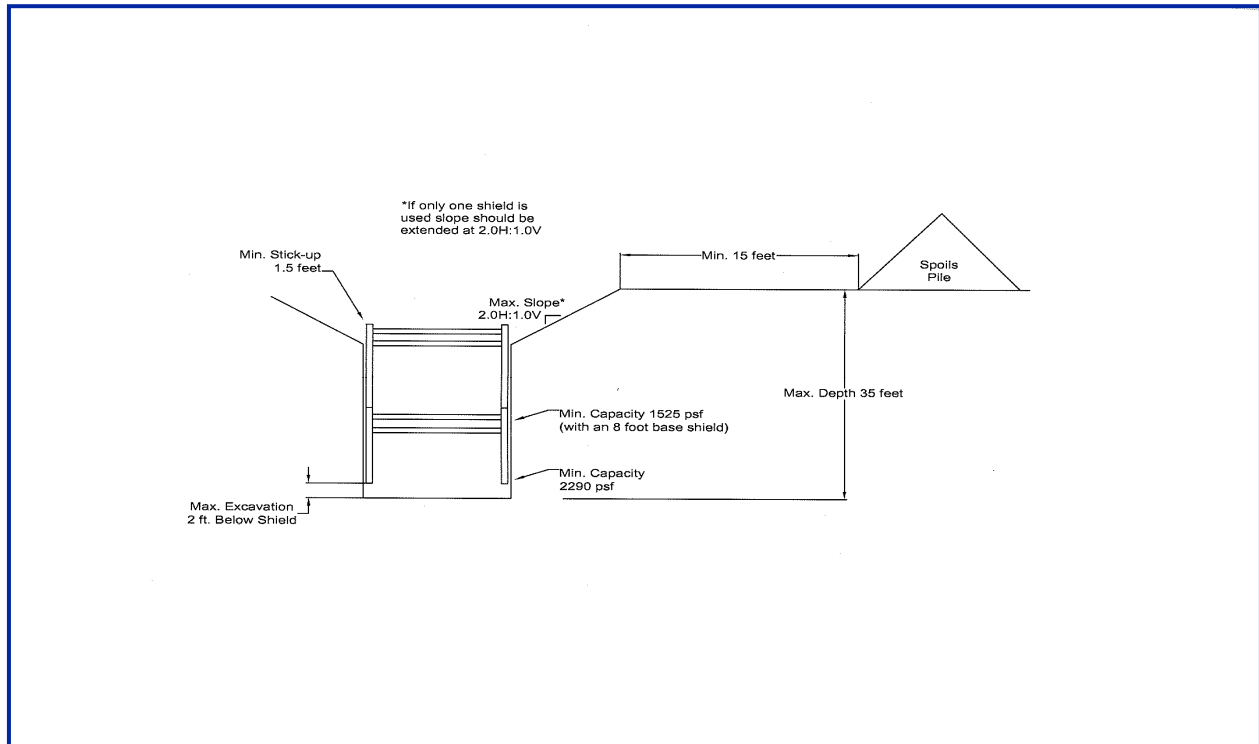 *If only one shield is
used slope should be
extended at 2.0H:1.0V
Min. Stick-up
1.5 feet
Min. 15 feet
Spoils
Pile
Max. Slope*
2.0H:1.0V
Max. Depth 35 feet
Min. Capacity 1525 psf
(with an 8 foot base shield)
Min. Capacity
2290 psf
Max. Excavation
2 ft. Below Shield